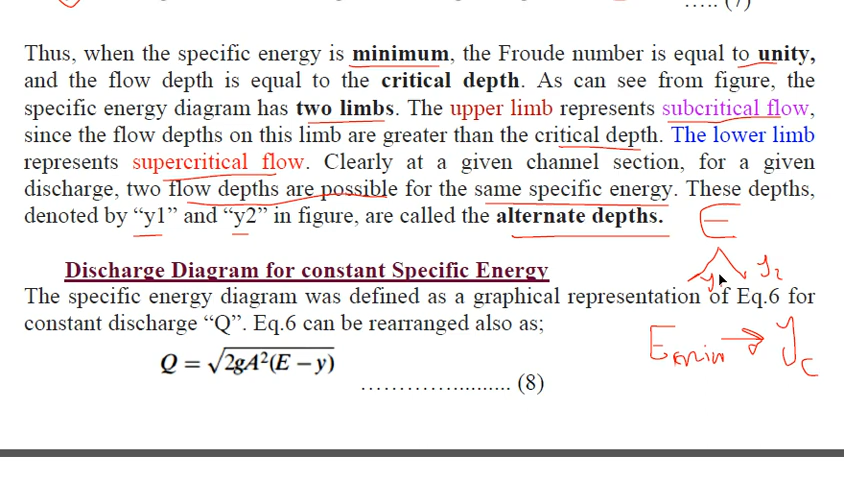 ….. (7)
Thus, when the specific energy is minimum, the Froude number is equal to unity,
and the flow depth is equal to the critical depth. As can see from figure, the
specific energy diagram has two limbs. The upper limb represents subcritical flow,
since the flow depths on this limb are greater than the critical depth. The lower limb
represents supercritical flow. Clearly at a given channel section, for a given
discharge, two flow depths are possible for the same specific energy. These depths,
denoted by “y1” and “y2” in figure, are called the alternate depths.
E
Discharge Diagram for constant Specific Energy
y2
The specific energy diagram was defined as a graphical representation of Eq.6 for
constant discharge “Q”. Eq.6 can be rearranged also as;
Emin → yc
Q = √2gA²(E − y)
…………........ (8)